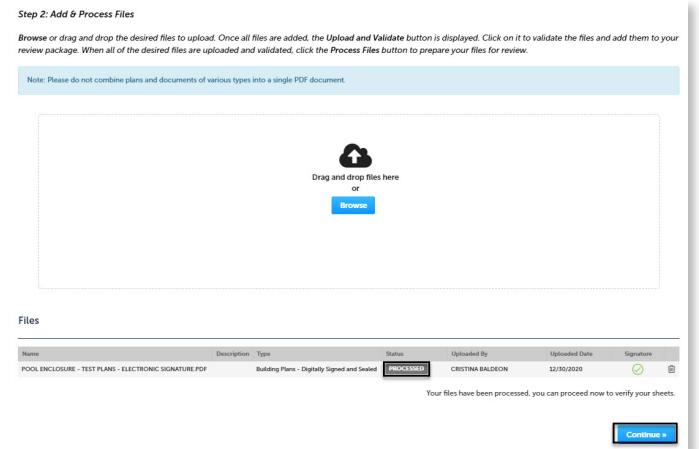 Step 2: Add & Process Files
Browse or drag and drop the desired files to upload. Once all files are added, the Upload and Validate button is displayed. Click on it to validate the files and add them to your
review package. When all of the desired files are uploaded and validated, click the Process Files button to prepare your files for review.
Note: Please do not combine plans and documents of various types into a single PDF document.
Drag and drop files here
or
Browse
Files
Name Description Type Status Uploaded By Uploaded Date Signature
POOL ENCLOSURE - TEST PLANS - ELECTRONIC SIGNATURE.PDF Building Plans - Digitally Signed and Sealed PROCESSED CRISTINA BALDEON 12/30/2020
Your files have been processed, you can proceed now to verify your sheets.
Continue »